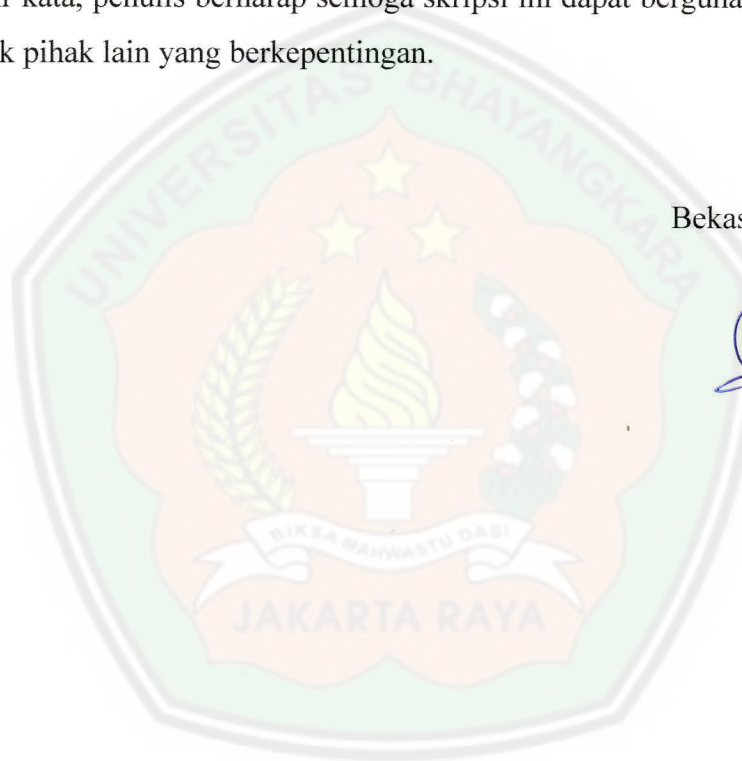 kata, penulis berharap semoga skripsi ini dapat berguna
k pihak lain yang berkepentingan.
UNIVERSITAS BHAYANGKARA
Bekas
BIKSA MAHWASTU DASI
JAKARTA RAYA